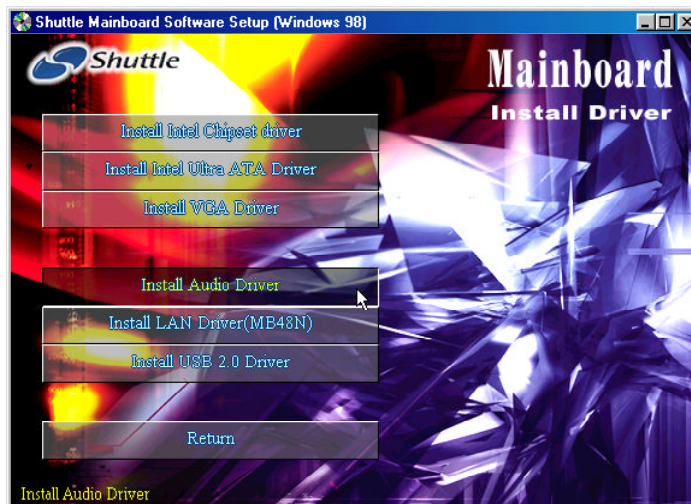 Shuttle Mainboard Software Setup (Windows 98)
Shuttle
Mainboard
Install Driver
Install Intel Chipset driver
Install Intel Ultra ATA Driver
Install VGA Driver
Install Audio Driver
Install LAN Driver(MB48N)
Install USB 2.0 Driver
Return
Install Audio Driver